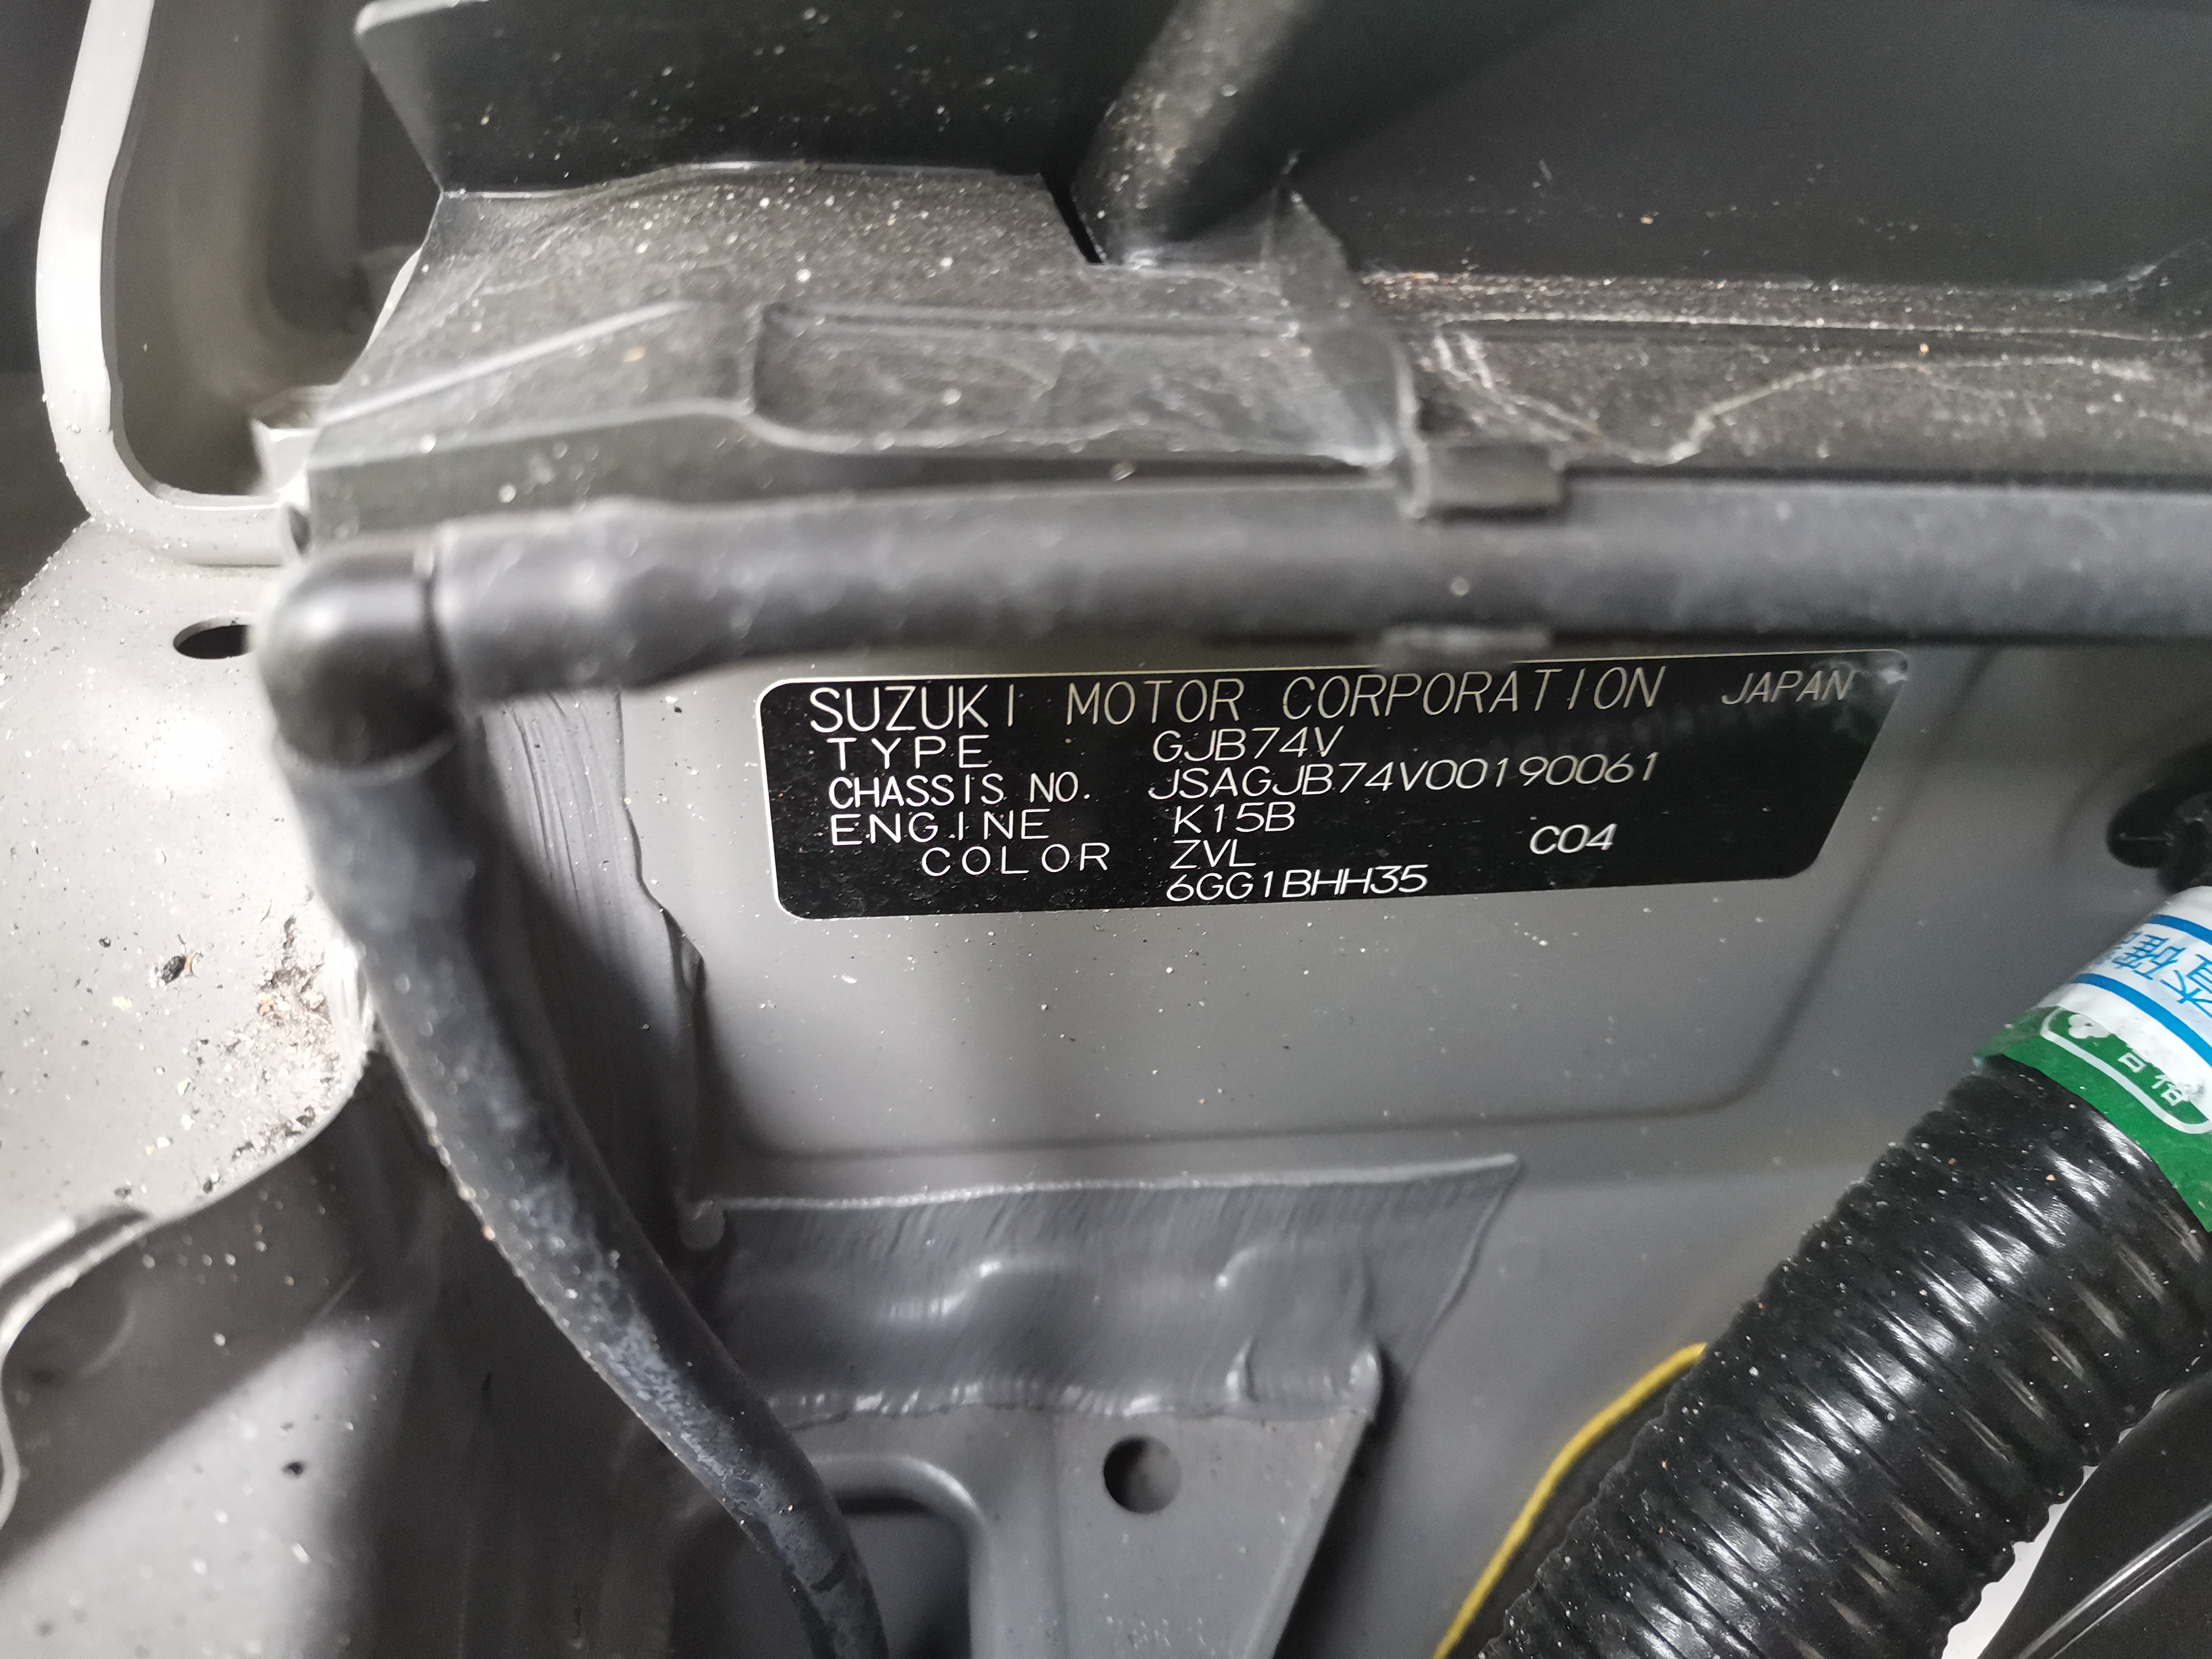 SUZUKI MOTOR CORPORATION JAPAN
TYPE GJB74V
CHASSIS NO. JSAGJB74V00190061
ENGINE K15B
COLOR ZVL C04
6GG1BHH35